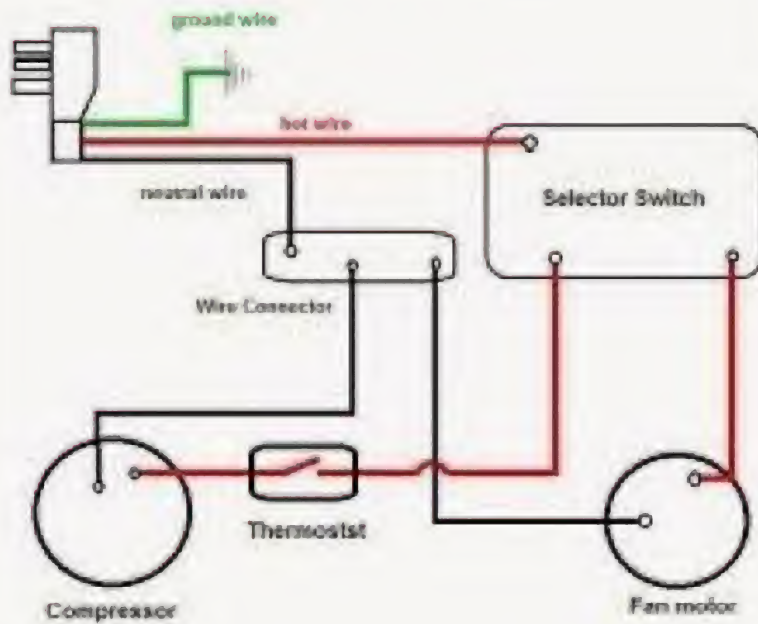 ground wire
hot wire
Selector Switch
neutral wire
Wire Connector
Thermostst
Compressor
Fan motor